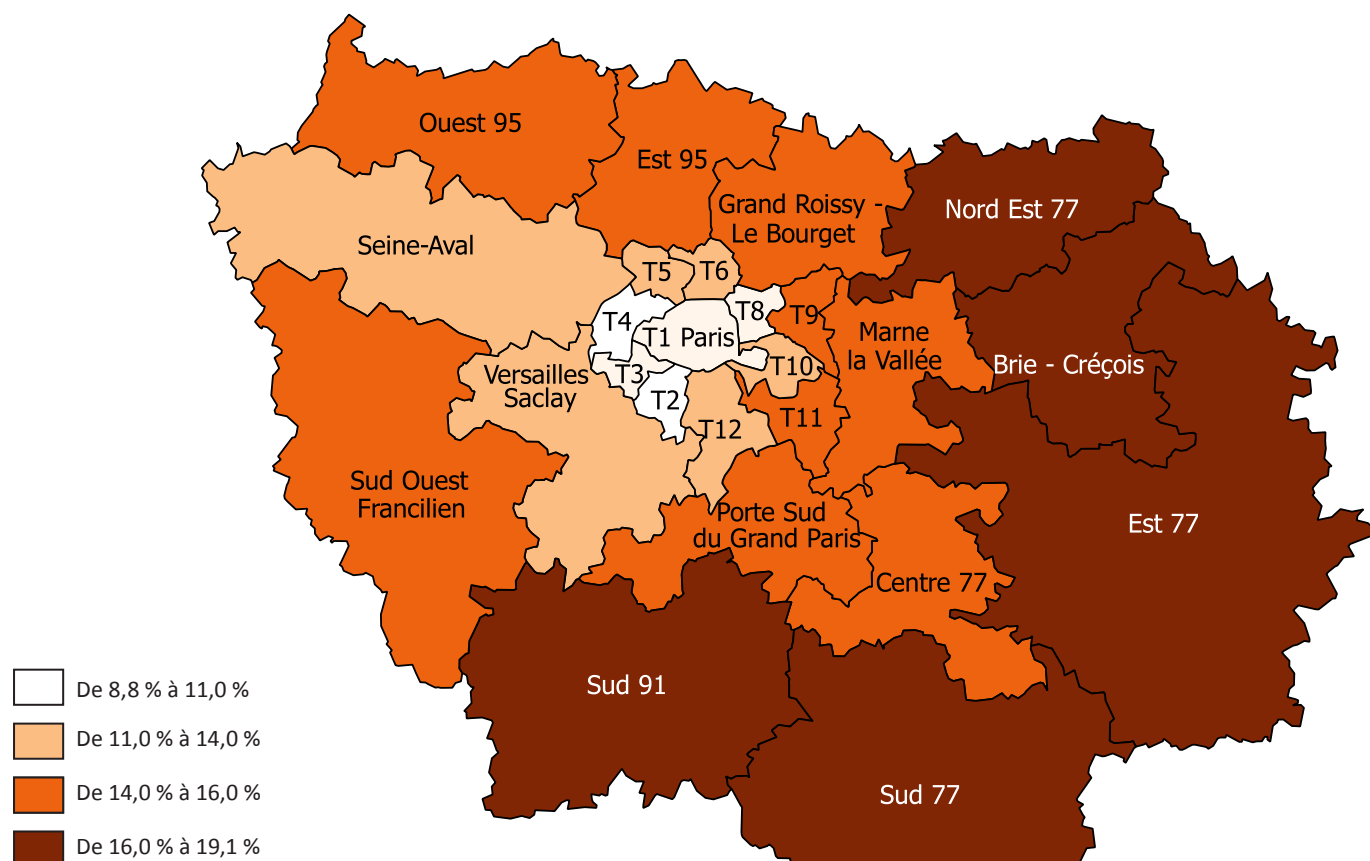 Ouest 95
Est 95
Grand Roissy -
Le Bourget
Nord Est 77
Seine-Aval
T5
T6
T4
T1 Paris
T8
T9
Marne
la Vallée
Brie - Créçois
T3
T10
Versailles
Saclay
T2
T12
T11
Sud Ouest
Francilien
Porte Sud
du Grand Paris
Est 77
Centre 77
Sud 91
Sud 77
De 8,8 % à 11,0 %
De 11,0 % à 14,0 %
De 14,0 % à 16,0 %
De 16,0 % à 19,1 %